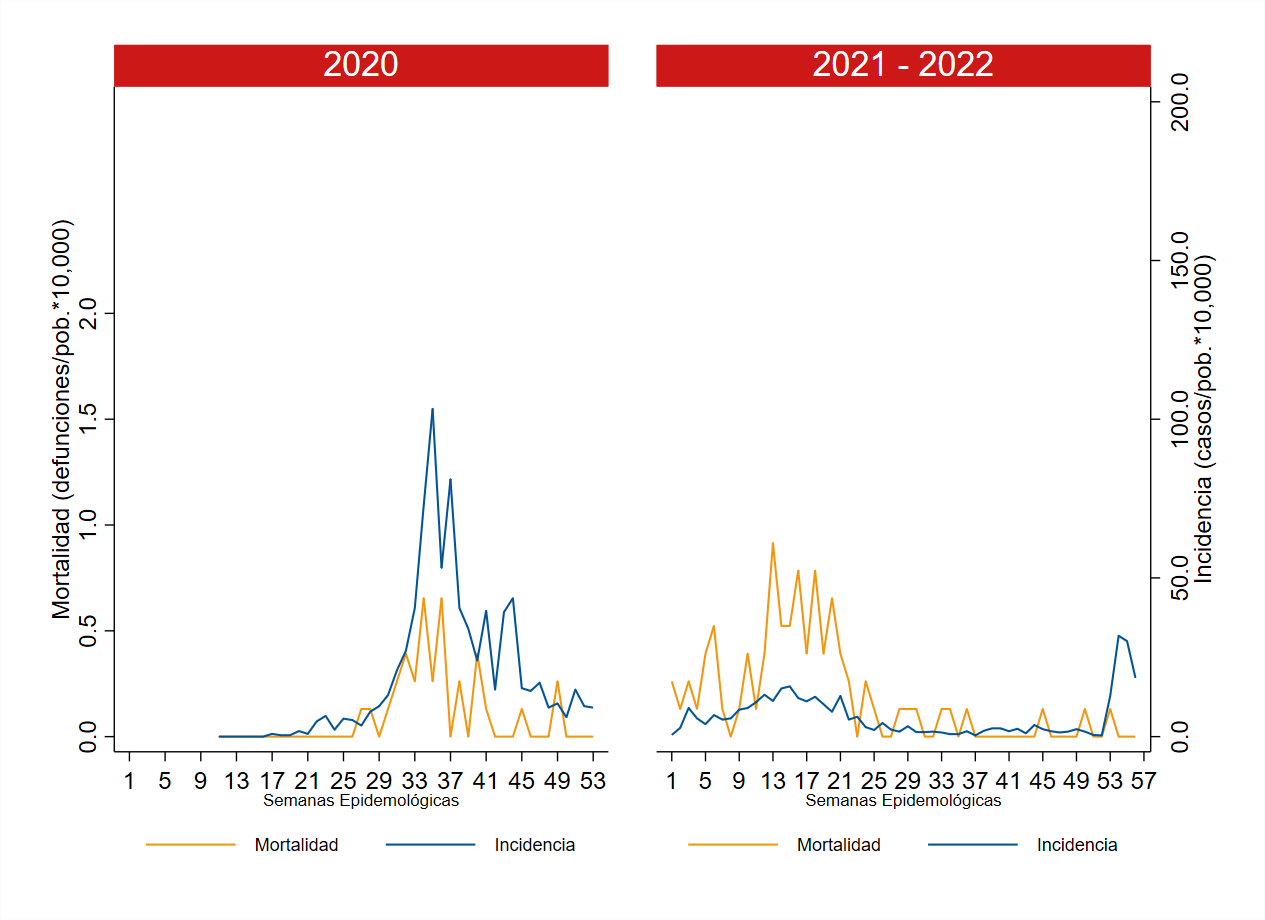 2020
2021 - 2022
Mortalidad (defunciones/pob.*10,000)
0.0 0.5 1.0 1.5 2.0
Incidencia (casos/pob.*10,000)
0.0 50.0 100.0 150.0 200.0
1 5 9 13 17 21 25 29 33 37 41 45 49 53
Semanas Epidemológicas
1 5 9 13 17 21 25 29 33 37 41 45 49 53 57
Semanas Epidemológicas
Mortalidad Incidencia
Mortalidad Incidencia